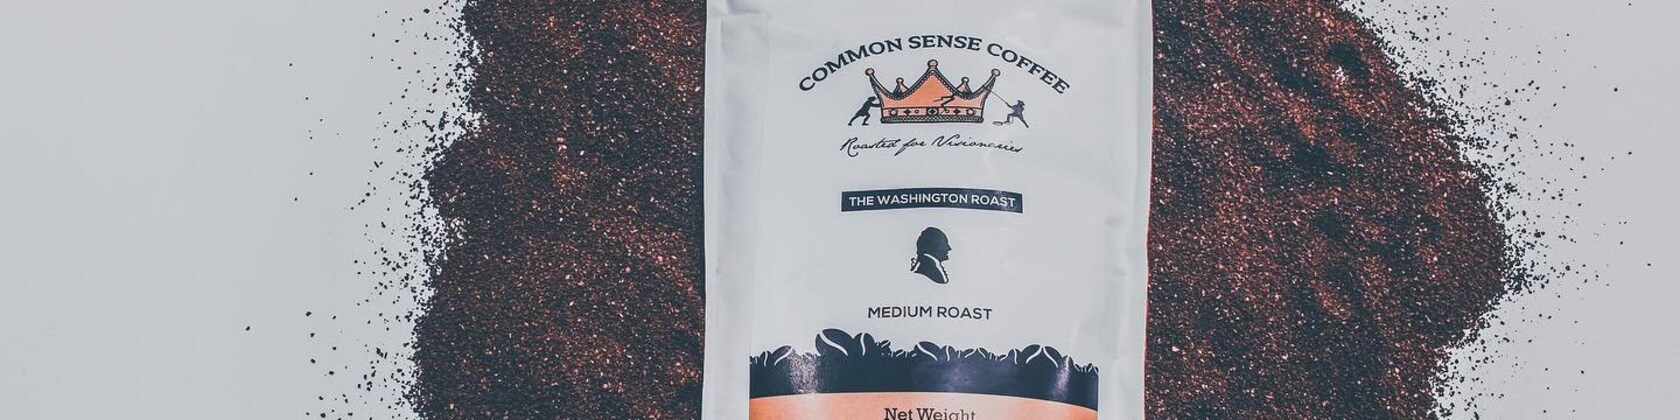 COMMON SENSE COFFEE
Roasted for Visionaries
THE WASHINGTON ROAST
MEDIUM ROAST
Net Weight